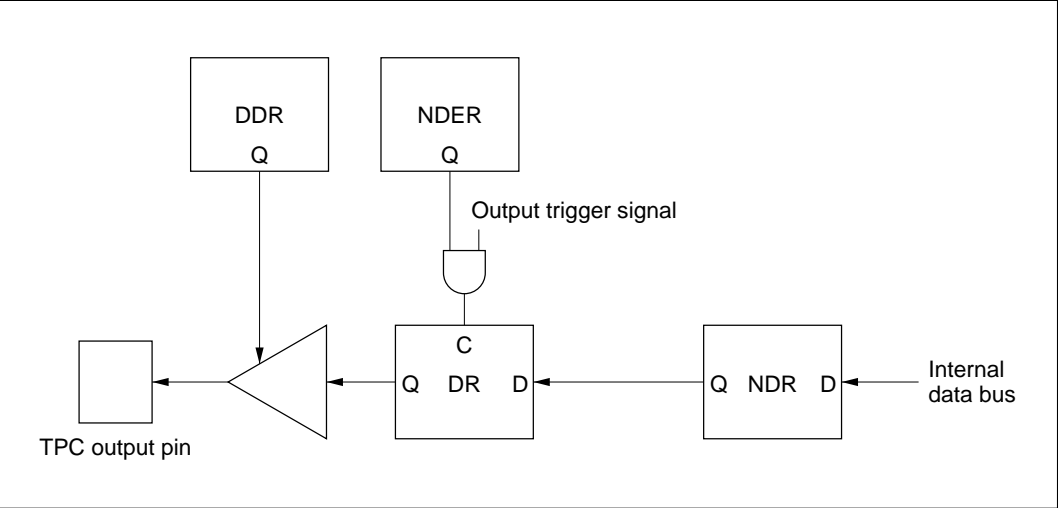 DDR
Q
NDER
Q
Output trigger signal
C
Q DR D
Q NDR D
Internal
data bus
TPC output pin